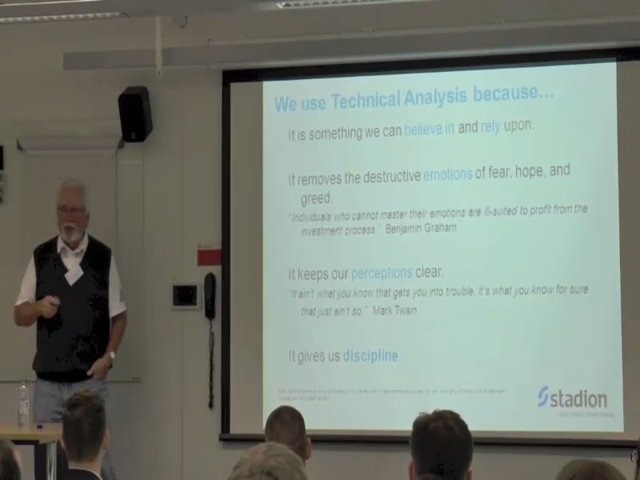 We use Technical Analysis because…
It is something we can believe in and rely upon.
It removes the destructive emotions of fear, hope, and
greed.
"Individuals who cannot master their emotions are ill-suited to profit from the
investment process." Benjamin Graham
It keeps our perceptions clear.
"It ain't what you know that gets you into trouble, it's what you know for sure
that just ain't so." Mark Twain
It gives us discipline.
stadion